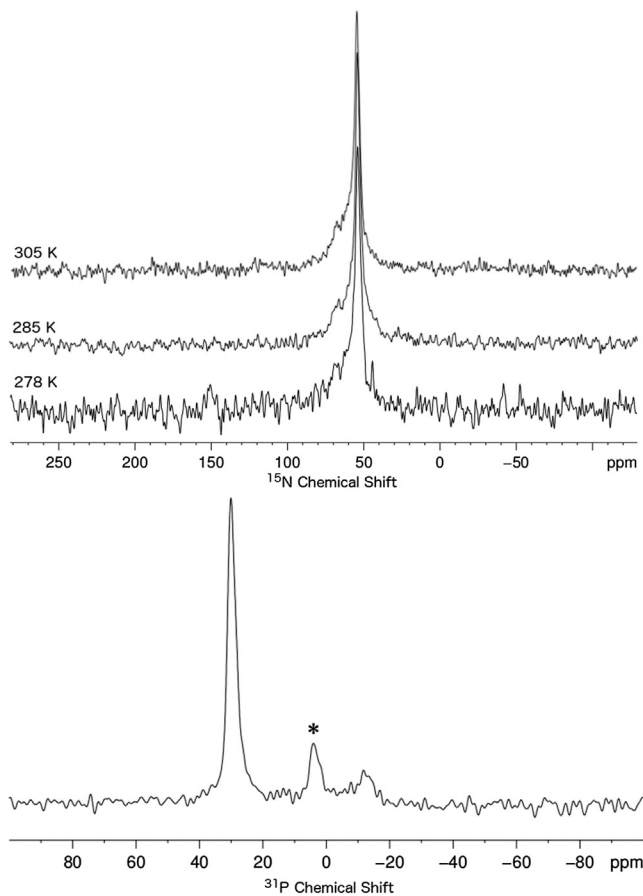 305 K
285 K
278 K
250 200 150 100 50 0 −50 ppm
¹⁵N Chemical Shift
*
80 60 40 20 0 −20 −40 −60 −80 ppm
³¹P Chemical Shift